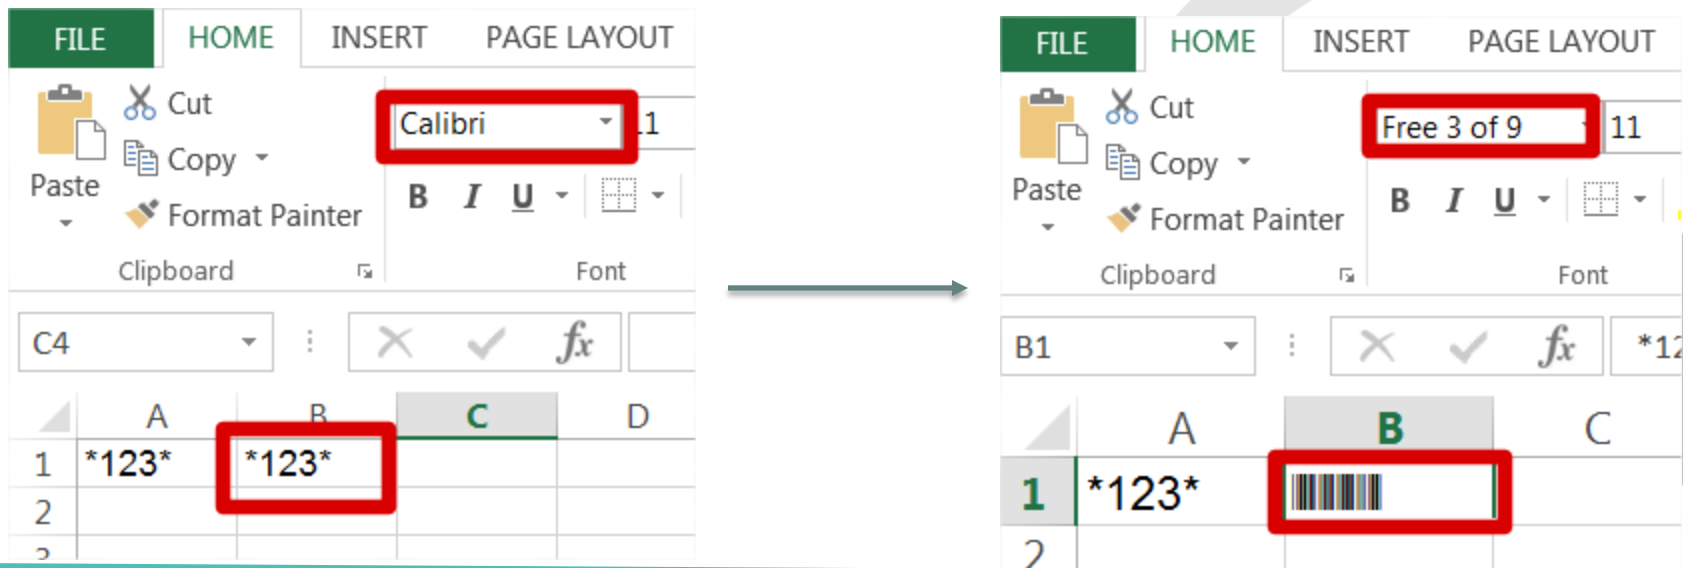 FILE HOME INSERT PAGE LAYOUT
Cut
Calibri
Copy
Paste
B I U
Format Painter
Clipboard Font
C4 fx
A B C D
1 *123* *123*
2
3
FILE HOME INSERT PAGE LAYOUT
Cut
Free 3 of 9 11
Copy
Paste
B I U
Format Painter
Clipboard Font
B1 fx
A B C
1 *123*
2